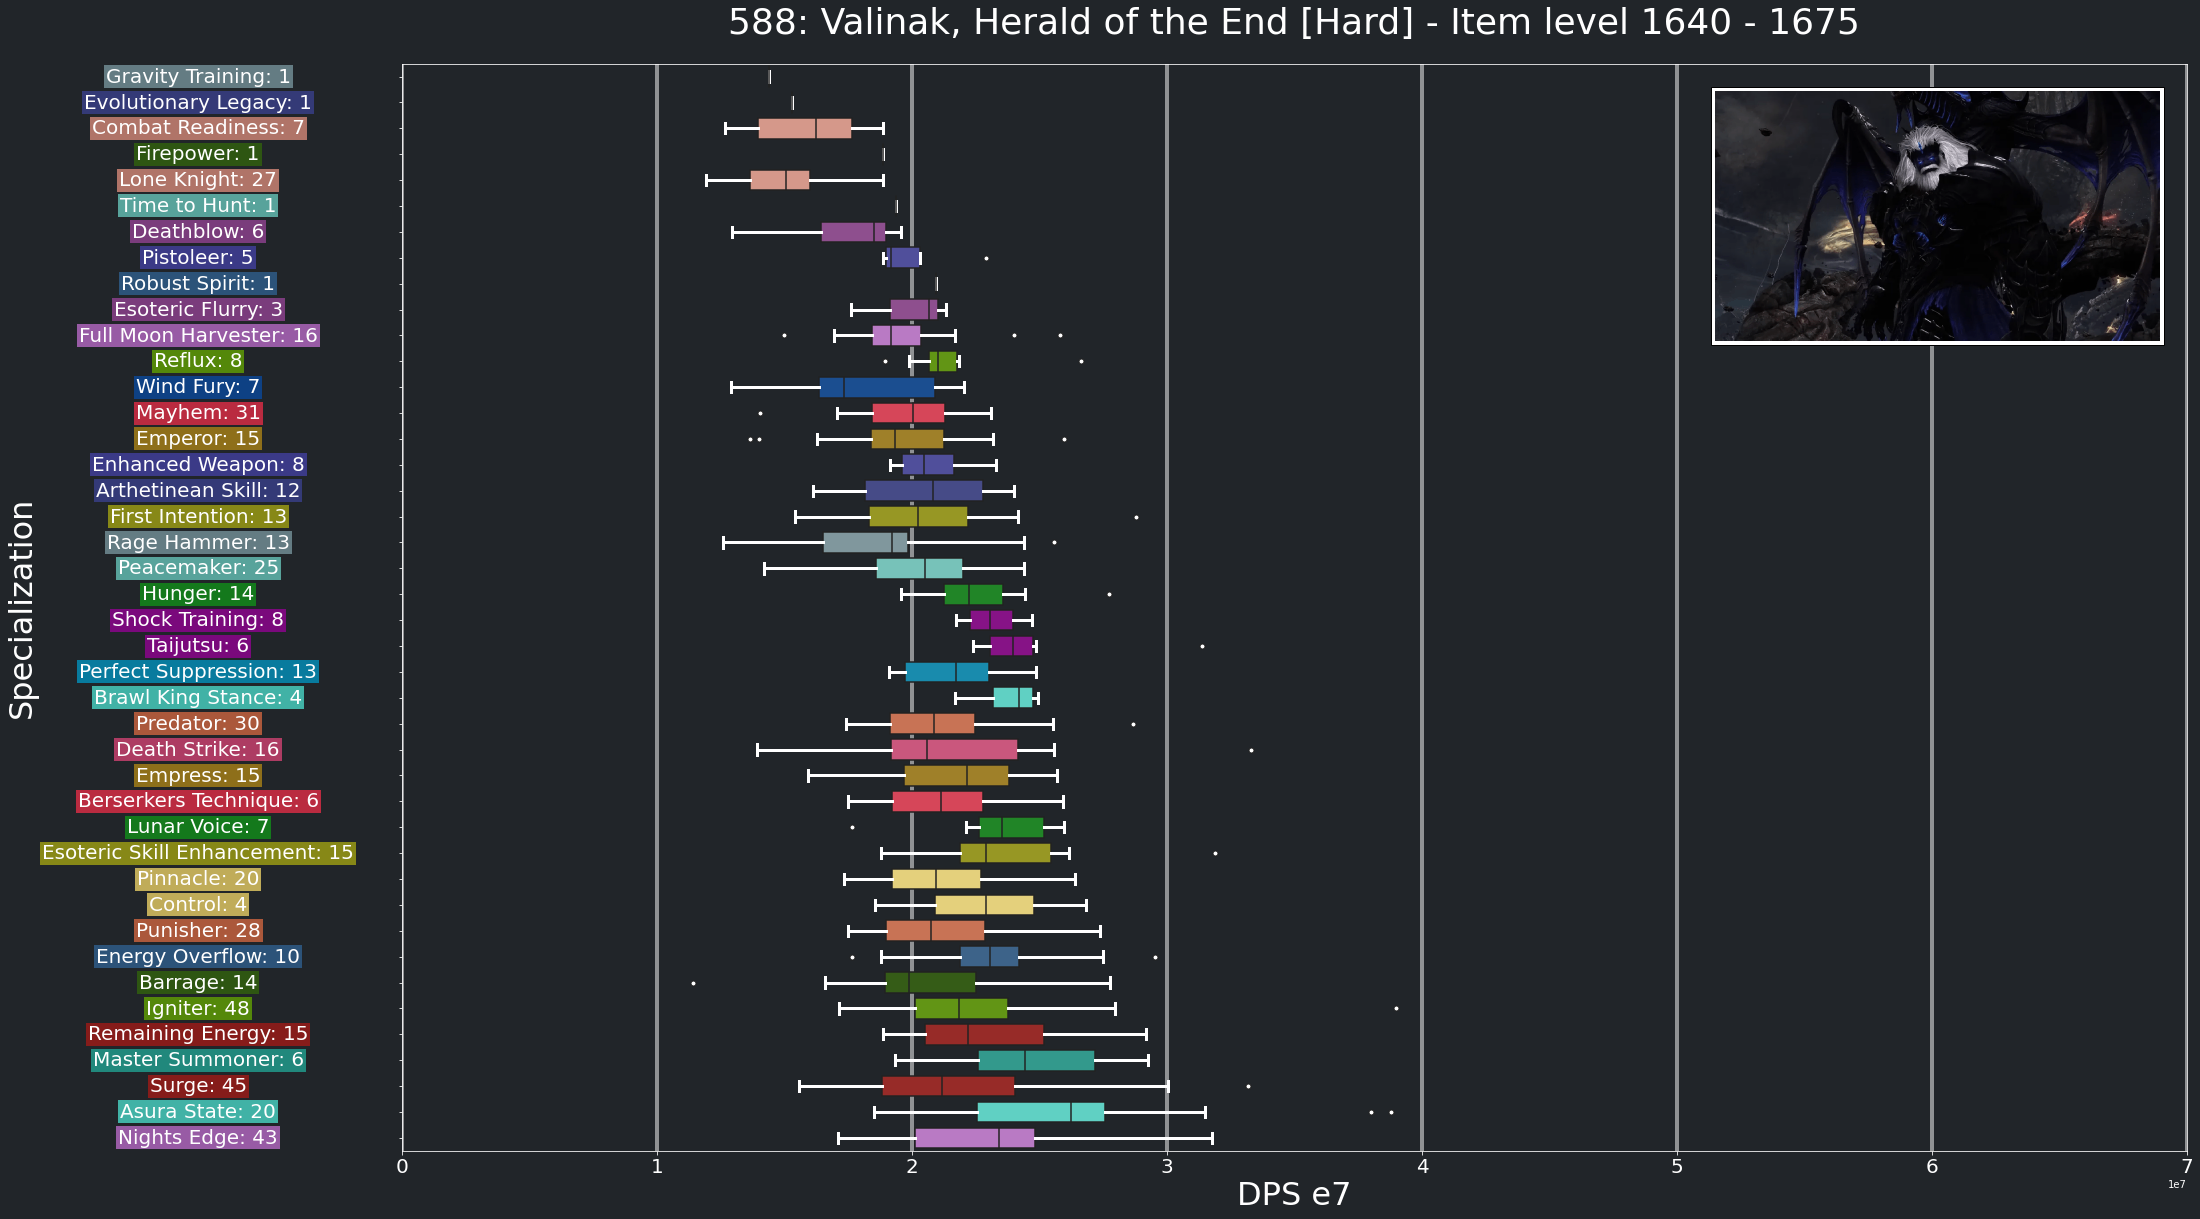 588: Valinak, Herald of the End [Hard] - Item level 1640 - 1675
Specialization
Gravity Training: 1
Evolutionary Legacy: 1
Combat Readiness: 7
Firepower: 1
Lone Knight: 27
Time to Hunt: 1
Deathblow: 6
Pistoleer: 5
Robust Spirit: 1
Esoteric Flurry: 3
Full Moon Harvester: 16
Reflux: 8
Wind Fury: 7
Mayhem: 31
Emperor: 15
Enhanced Weapon: 8
Arthetinean Skill: 12
First Intention: 13
Rage Hammer: 13
Peacemaker: 25
Hunger: 14
Shock Training: 8
Taijutsu: 6
Perfect Suppression: 13
Brawl King Stance: 4
Predator: 30
Death Strike: 16
Empress: 15
Berserkers Technique: 6
Lunar Voice: 7
Esoteric Skill Enhancement: 15
Pinnacle: 20
Control: 4
Punisher: 28
Energy Overflow: 10
Barrage: 14
Igniter: 48
Remaining Energy: 15
Master Summoner: 6
Surge: 45
Asura State: 20
Nights Edge: 43
0 1 2 3 4 5 6 7
1e7
DPS e7